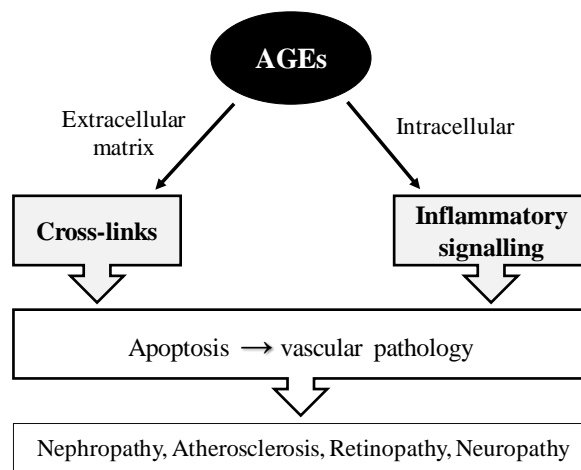 AGEs
Extracellular
matrix
Intracellular
Cross-links
Inflammatory
signalling
Apoptosis → vascular pathology
Nephropathy, Atherosclerosis, Retinopathy, Neuropathy